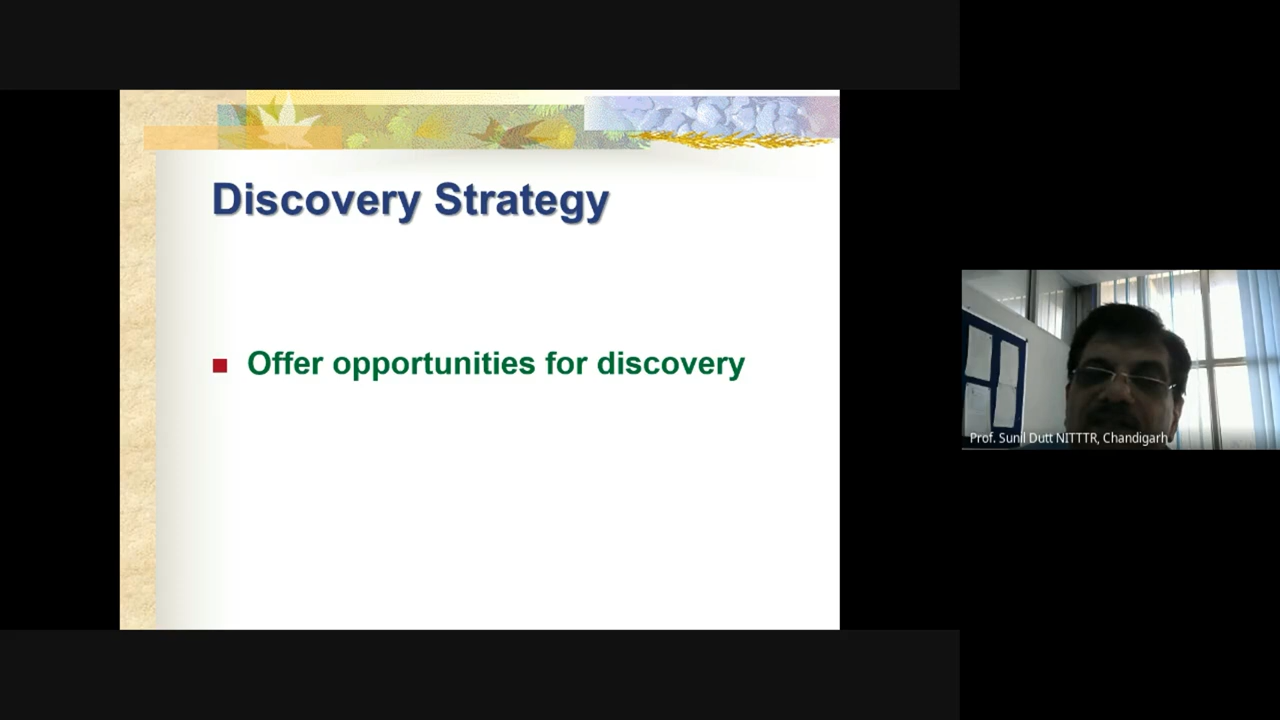 Discovery Strategy
Offer opportunities for discovery
Prof. Sunil Dutt NITTTR, Chandigarh